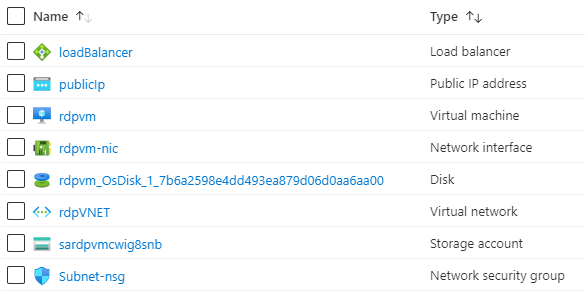 Name Type
loadBalancer Load balancer
publicIp Public IP address
rdpvm Virtual machine
rdpvm-nic Network interface
rdpvm_OsDisk_1_7b6a2598e4dd493ea879d06d0aa6aa00 Disk
rdpVNET Virtual network
sardpvmcwig8snb Storage account
Subnet-nsg Network security group